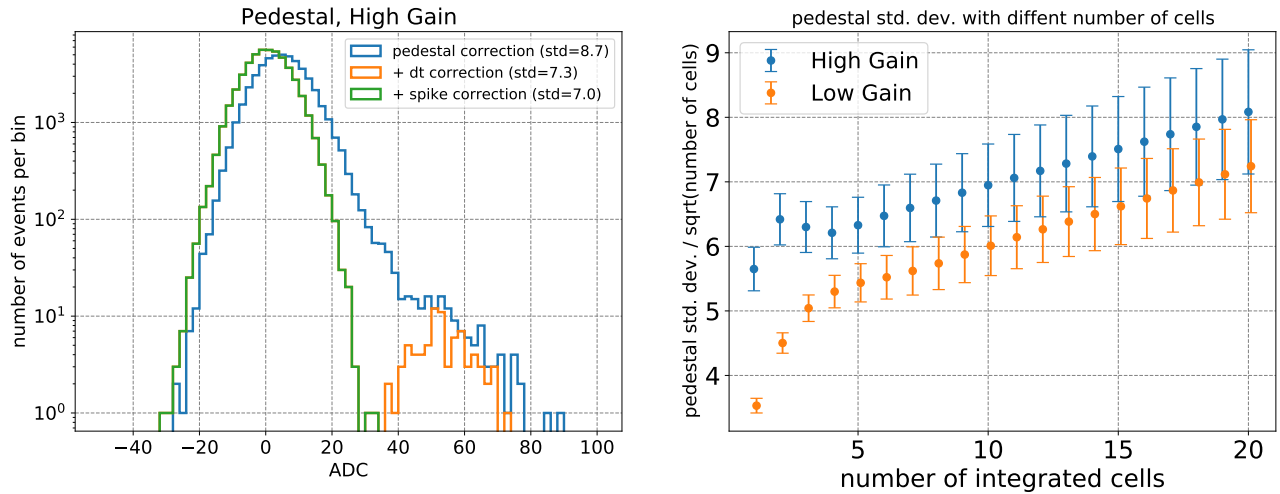 Pedestal, High Gain
number of events per bin
10³
10²
10¹
10⁰
pedestal correction (std=8.7)
+ dt correction (std=7.3)
+ spike correction (std=7.0)
−40 −20 0 20 40 60 80 100
ADC
pedestal std. dev. with diffent number of cells
pedestal std. dev. / sqrt(number of cells)
9
8
7
6
5
4
High Gain
Low Gain
5 10 15 20
number of integrated cells